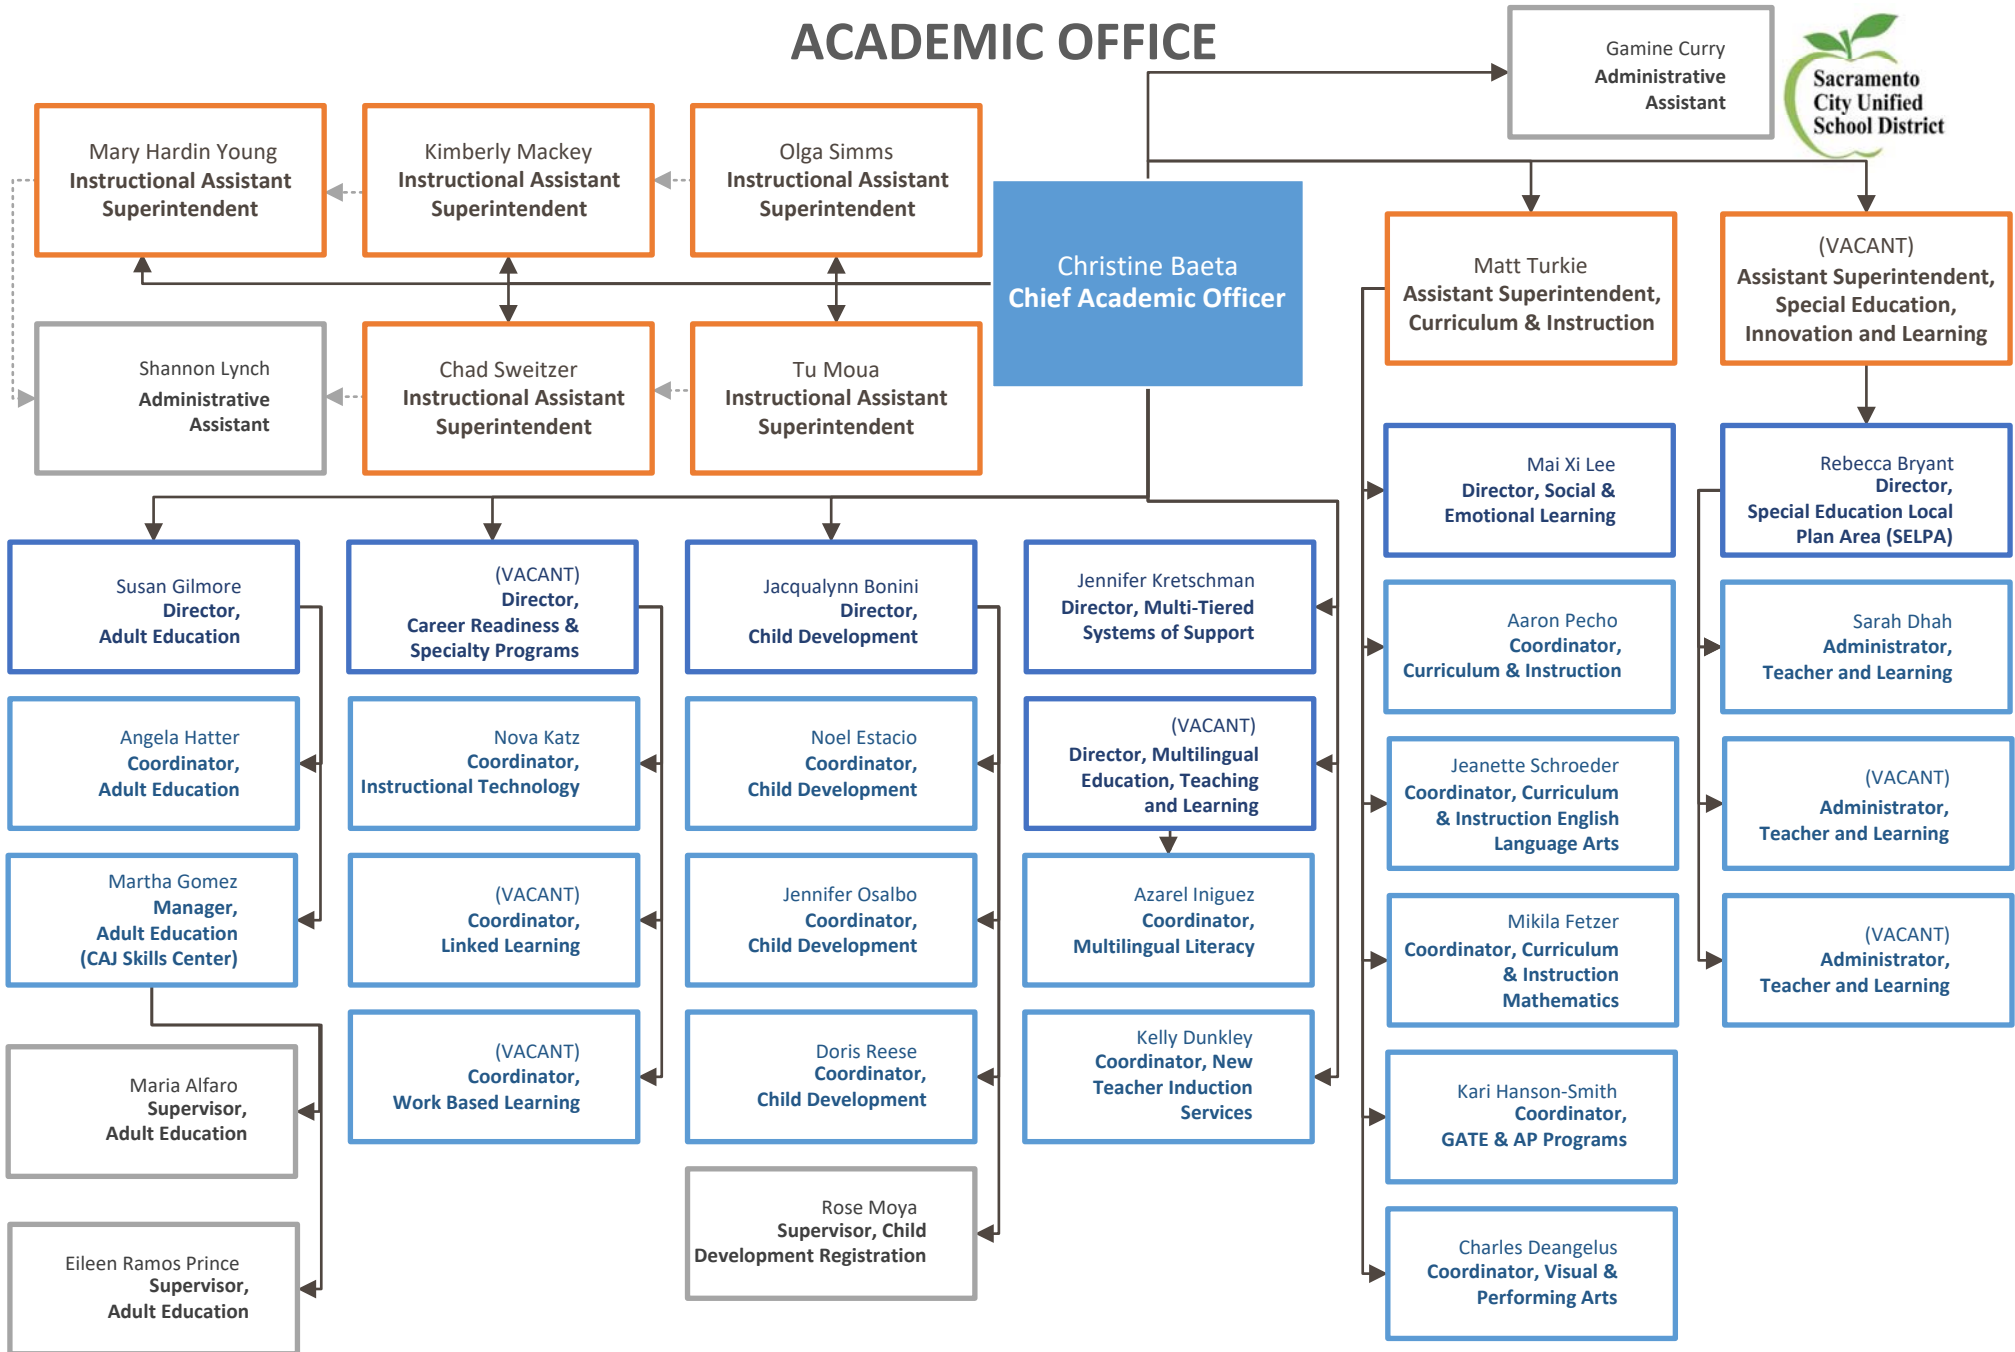 ACADEMIC OFFICE
Gamine Curry
Administrative
Assistant
Sacramento
City Unified
School District
Mary Hardin Young
Instructional Assistant
Superintendent
Kimberly Mackey
Instructional Assistant
Superintendent
Olga Simms
Instructional Assistant
Superintendent
Christine Baeta
Chief Academic Officer
Matt Turkie
Assistant Superintendent,
Curriculum & Instruction
(VACANT)
Assistant Superintendent,
Special Education,
Innovation and Learning
Shannon Lynch
Administrative
Assistant
Chad Sweitzer
Instructional Assistant
Superintendent
Tu Moua
Instructional Assistant
Superintendent
Susan Gilmore
Director,
Adult Education
Angela Hatter
Coordinator,
Adult Education
Martha Gomez
Manager,
Adult Education
(CAJ Skills Center)
Maria Alfaro
Supervisor,
Adult Education
Eileen Ramos Prince
Supervisor,
Adult Education
(VACANT)
Director,
Career Readiness &
Specialty Programs
Nova Katz
Coordinator,
Instructional Technology
(VACANT)
Coordinator,
Linked Learning
(VACANT)
Coordinator,
Work Based Learning
Jacqualynn Bonini
Director,
Child Development
Noel Estacio
Coordinator,
Child Development
Jennifer Osalbo
Coordinator,
Child Development
Doris Reese
Coordinator,
Child Development
Rose Moya
Supervisor, Child
Development Registration
Jennifer Kretschman
Director, Multi-Tiered
Systems of Support
(VACANT)
Director, Multilingual
Education, Teaching
and Learning
Azarel Iniguez
Coordinator,
Multilingual Literacy
Kelly Dunkley
Coordinator, New
Teacher Induction
Services
Mai Xi Lee
Director, Social &
Emotional Learning
Aaron Pecho
Coordinator,
Curriculum & Instruction
Jeanette Schroeder
Coordinator, Curriculum
& Instruction English
Language Arts
Mikila Fetzer
Coordinator, Curriculum
& Instruction
Mathematics
Kari Hanson-Smith
Coordinator,
GATE & AP Programs
Charles Deangelus
Coordinator, Visual &
Performing Arts
Rebecca Bryant
Director,
Special Education Local
Plan Area (SELPA)
Sarah Dhah
Administrator,
Teacher and Learning
(VACANT)
Administrator,
Teacher and Learning
(VACANT)
Administrator,
Teacher and Learning